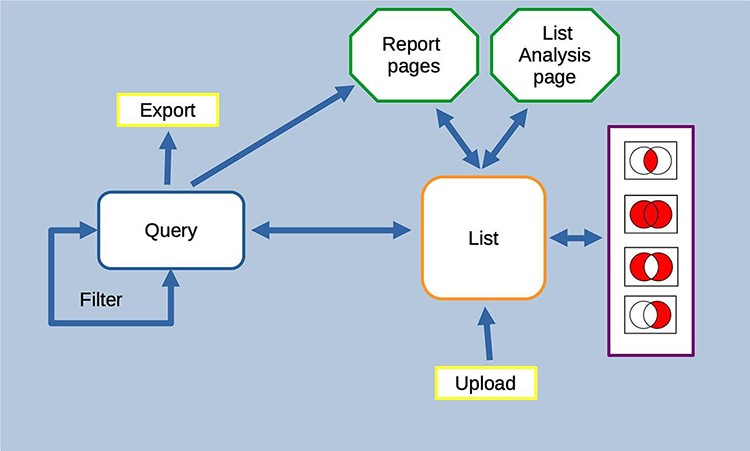 Report
pages
List
Analysis
page
Export
Query
List
Filter
Upload